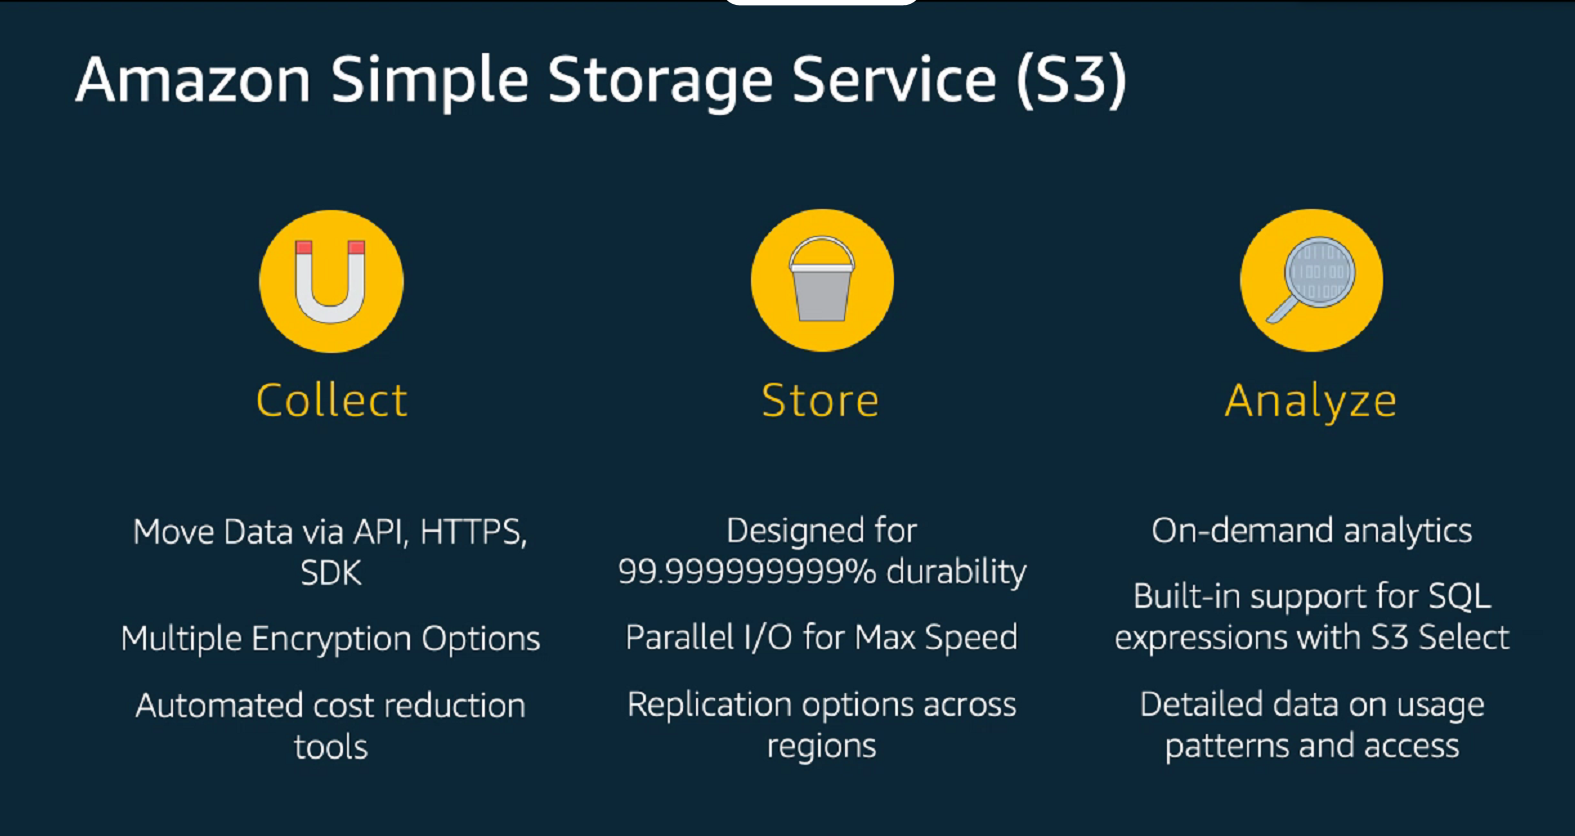 Amazon Simple Storage Service (S3)
Collect
Move Data via API, HTTPS,
SDK
Multiple Encryption Options
Automated cost reduction
tools
Store
Designed for
99.999999999% durability
Parallel I/O for Max Speed
Replication options across
regions
Analyze
On-demand analytics
Built-in support for SQL
expressions with S3 Select
Detailed data on usage
patterns and access